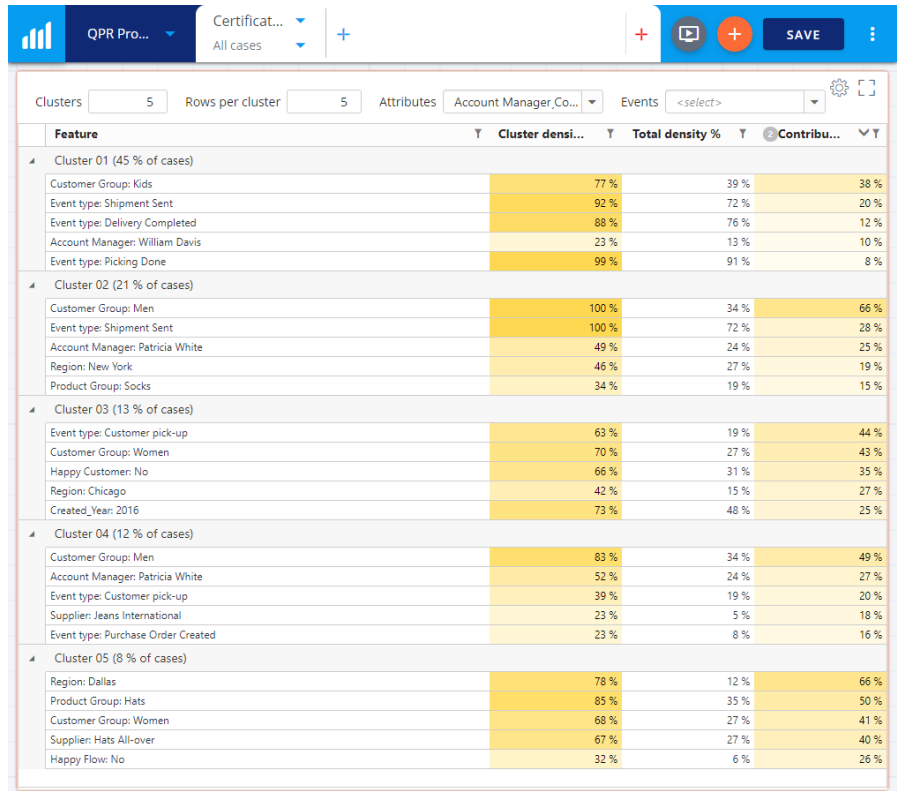 QPR Pro...
Certificat...
All cases
+
+
+
SAVE
Clusters 5 Rows per cluster 5 Attributes Account Manager,Co... Events <select>
Feature Cluster densi... Total density % 2 Contribu...
Cluster 01 (45 % of cases)
Customer Group: Kids 77 % 39 % 38 %
Event type: Shipment Sent 92 % 72 % 20 %
Event type: Delivery Completed 88 % 76 % 12 %
Account Manager: William Davis 23 % 13 % 10 %
Event type: Picking Done 99 % 91 % 8 %
Cluster 02 (21 % of cases)
Customer Group: Men 100 % 34 % 66 %
Event type: Shipment Sent 100 % 72 % 28 %
Account Manager: Patricia White 49 % 24 % 25 %
Region: New York 46 % 27 % 19 %
Product Group: Socks 34 % 19 % 15 %
Cluster 03 (13 % of cases)
Event type: Customer pick-up 63 % 19 % 44 %
Customer Group: Women 70 % 27 % 43 %
Happy Customer: No 66 % 31 % 35 %
Region: Chicago 42 % 15 % 27 %
Created_Year: 2016 73 % 48 % 25 %
Cluster 04 (12 % of cases)
Customer Group: Men 83 % 34 % 49 %
Account Manager: Patricia White 52 % 24 % 27 %
Event type: Customer pick-up 39 % 19 % 20 %
Supplier: Jeans International 23 % 5 % 18 %
Event type: Purchase Order Created 23 % 8 % 16 %
Cluster 05 (8 % of cases)
Region: Dallas 78 % 12 % 66 %
Product Group: Hats 85 % 35 % 50 %
Customer Group: Women 68 % 27 % 41 %
Supplier: Hats All-over 67 % 27 % 40 %
Happy Flow: No 32 % 6 % 26 %